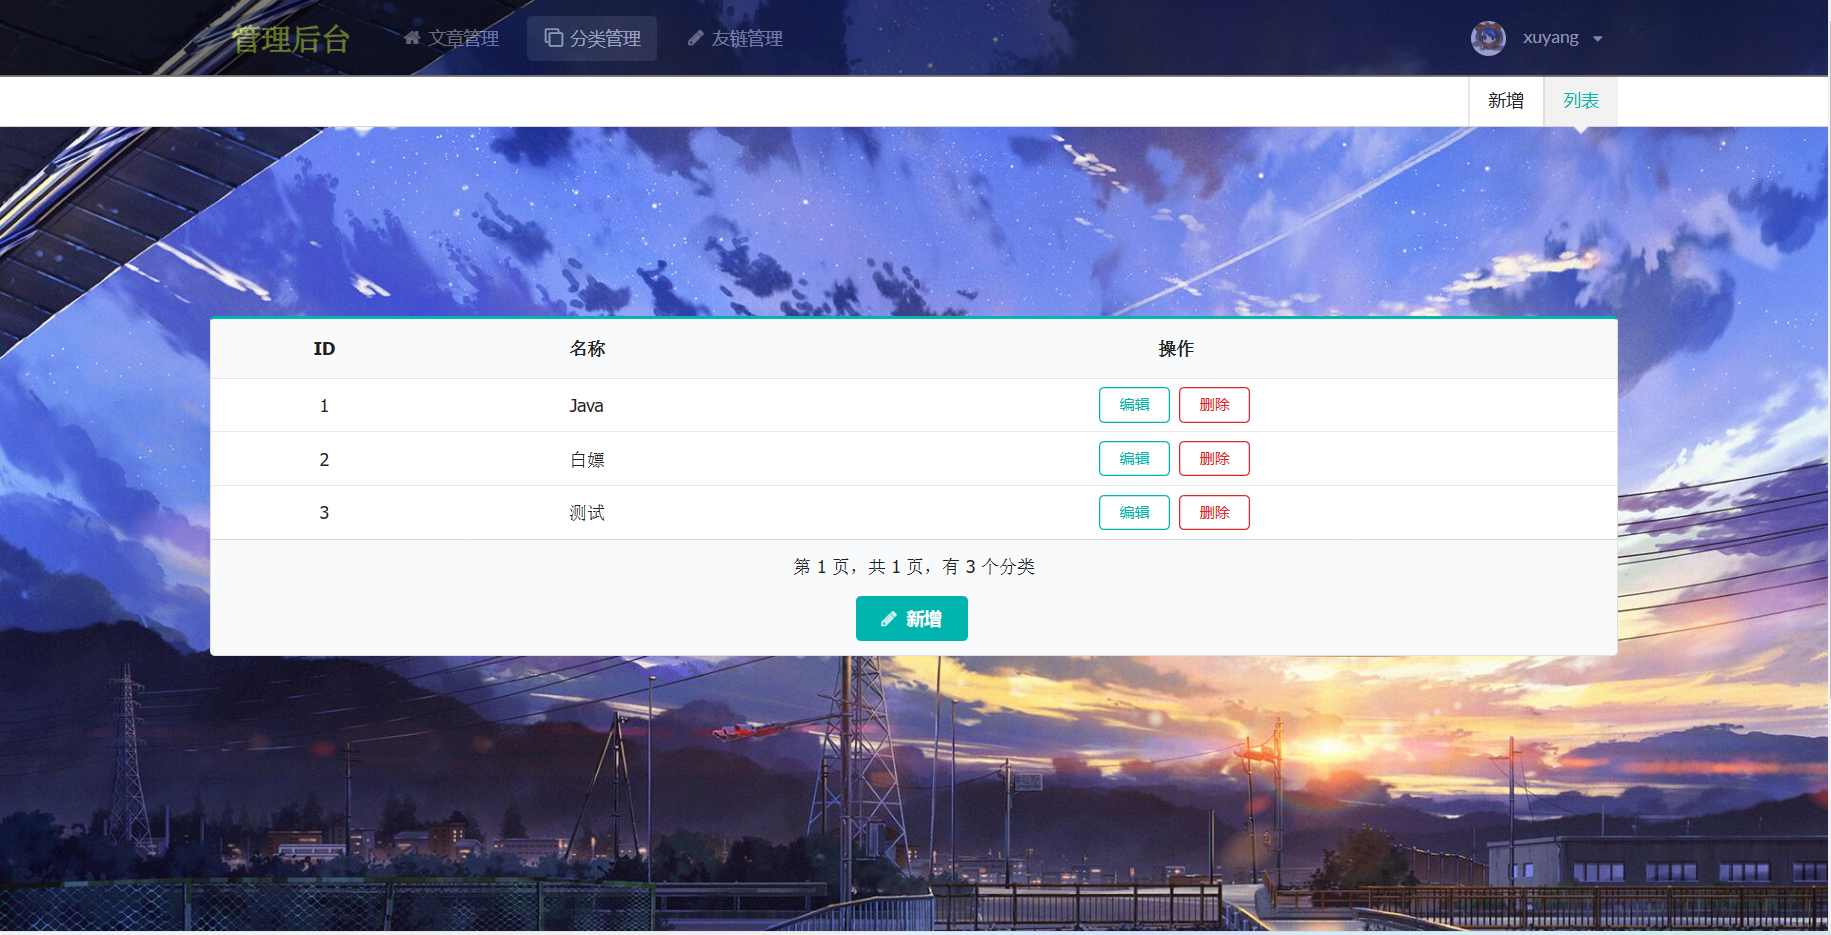 管理后台 文章管理 分类管理 友链管理 xuyang
新增 列表
ID 名称 操作
1 Java 编辑 删除
2 白嫖 编辑 删除
3 测试 编辑 删除
第 1 页，共 1 页，有 3 个分类
新增